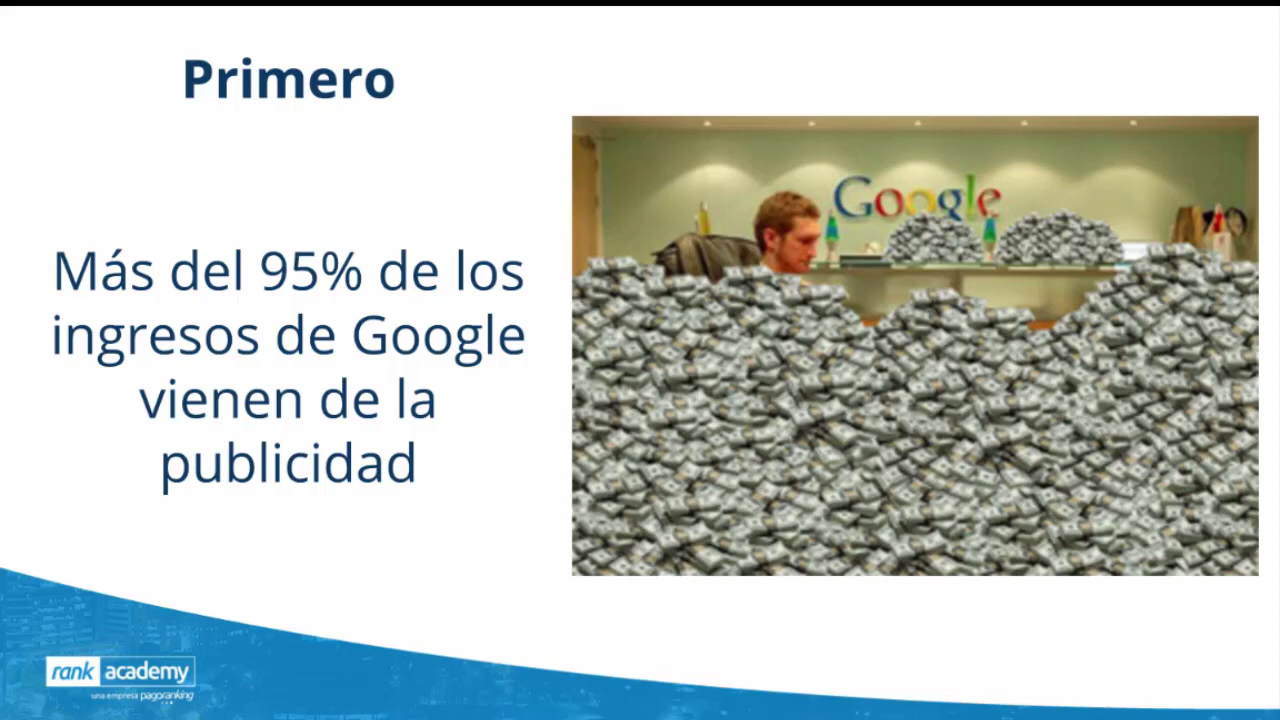 Primero
Más del 95% de los
ingresos de Google
vienen de la
publicidad
Google
rank academy
una empresa pagoranking
.com